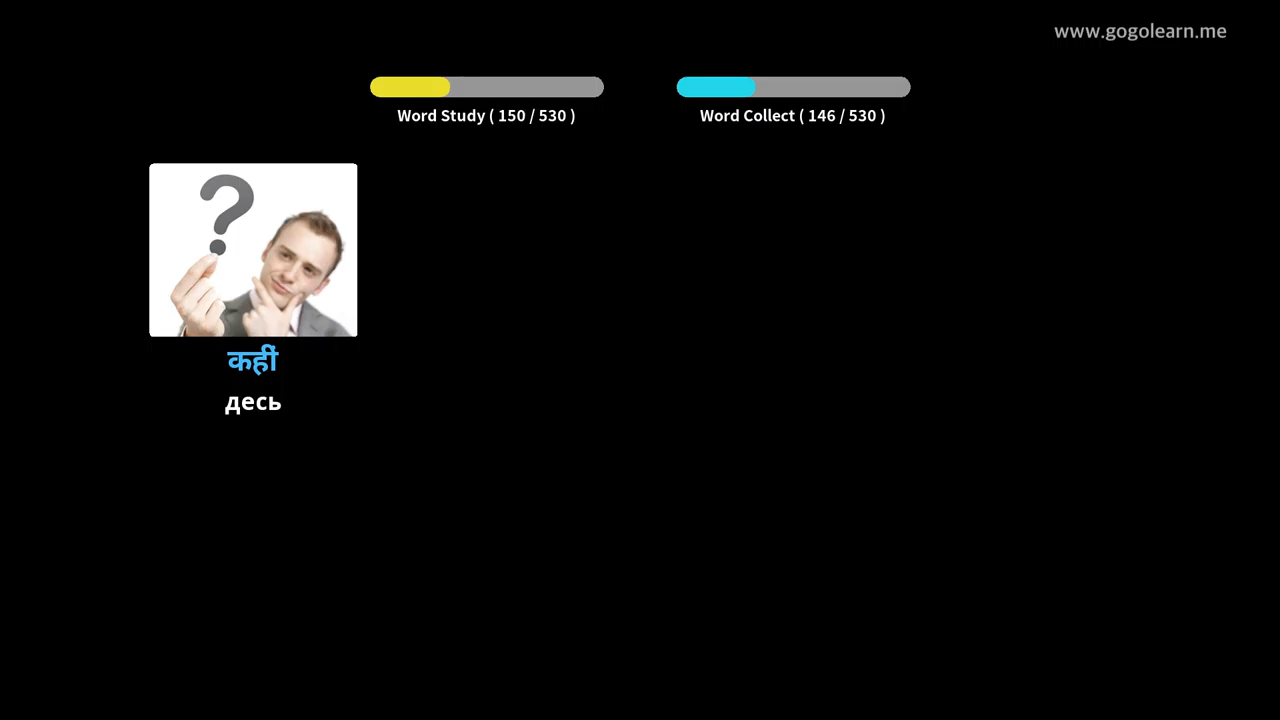 www.gogolearn.me
Word Study ( 150 / 530 )
Word Collect ( 146 / 530 )
?
कहीं
десь